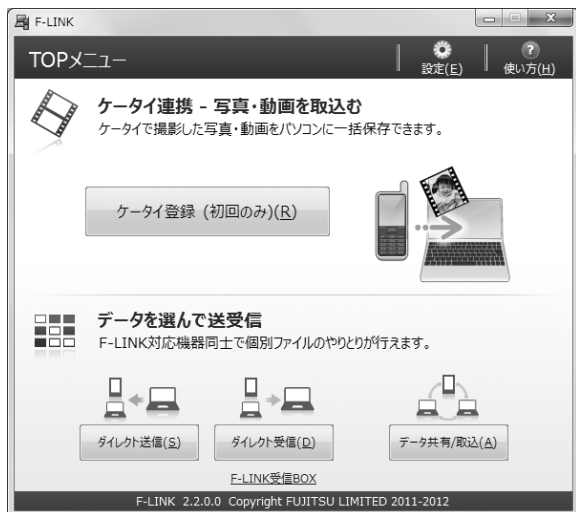 F-LINK
TOPメニュー
設定(E)
使い方(H)
ケータイ連携 - 写真・動画を取込む
ケータイで撮影した写真・動画をパソコンに一括保存できます。
ケータイ登録 (初回のみ)(R)
データを選んで送受信
F-LINK対応機器同士で個別ファイルのやりとりが行えます。
ダイレクト送信(S)
ダイレクト受信(D)
データ共有/取込(A)
F-LINK受信BOX
F-LINK 2.2.0.0 Copyright FUJITSU LIMITED 2011-2012